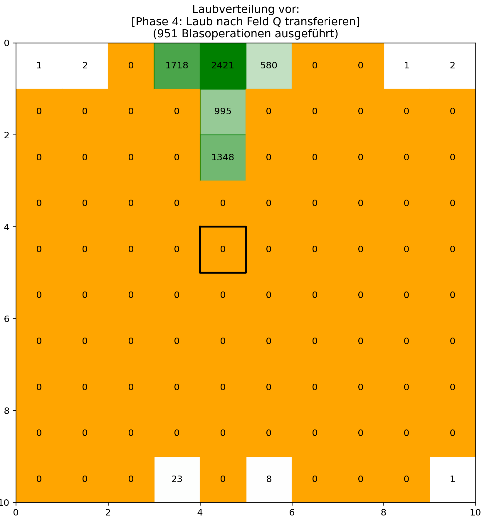 Laubverteilung vor:
[Phase 4: Laub nach Feld Q transferieren]
(951 Blasoperationen ausgeführt)
0
1 2 0 1718 2421 580 0 0 1 2
0 0 0 0 995 0 0 0 0 0
2
0 0 0 0 1348 0 0 0 0 0
0 0 0 0 0 0 0 0 0 0
4
0 0 0 0 0 0 0 0 0 0
0 0 0 0 0 0 0 0 0 0
6
0 0 0 0 0 0 0 0 0 0
0 0 0 0 0 0 0 0 0 0
8
0 0 0 0 0 0 0 0 0 0
0 0 0 23 0 8 0 0 0 1
10
0 2 4 6 8 10